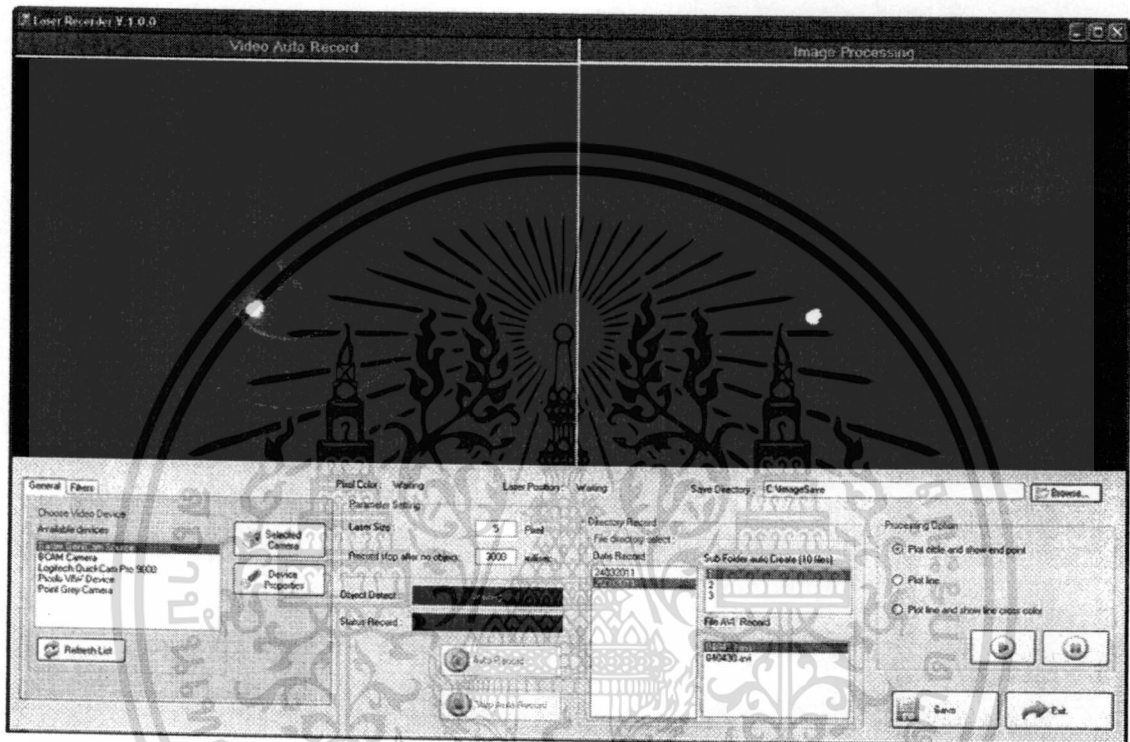 Laser Recorder V.1.0.0
Video Auto Record
Image Processing
General
Filters
Choose Video Device
Available devices
BCAM Camera
Logitech QuickCam Pro 9000
Picolo VfW Device
Point Grey Camera
Selected Camera
Device Properties
Refresh List
Pixel Color : Waiting
Laser Position : Waiting
Save Directory : C:\ImageSave
Browse...
Parameter Setting
Laser Size
5
Pixel
Record stop after no object
3000
Object Detect :
Status Record :
Auto Record
Stop Auto Record
Directory Record
File directory select :
Date Record
24032011
Sub Folder auto Create (10 files)
2
3
File AVI Record
040430.avi
Processing Option
Plot circle and show end point
Plot line
Plot line and show line cross color
Save
Exit